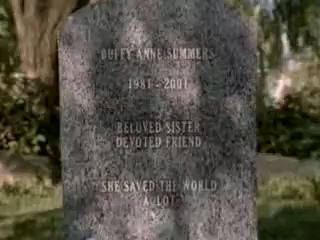 BUFFY ANNE SUMMERS
1981 - 2001
BELOVED SISTER
DEVOTED FRIEND
SHE SAVED THE WORLD
A LOT